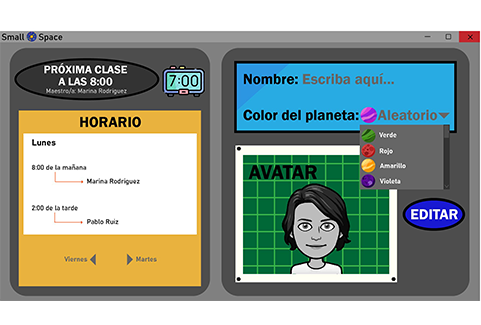 Small Space
PRÓXIMA CLASE
A LAS 8:00
Maestro/a: Marina Rodríguez
7:00
HORARIO
Lunes
8:00 de la mañana
Marina Rodríguez
2:00 de la tarde
Pablo Ruiz
Viernes
Martes
Nombre: Escriba aquí...
Color del planeta: Aleatorio
Verde
Rojo
Amarillo
Violeta
AVATAR
EDITAR